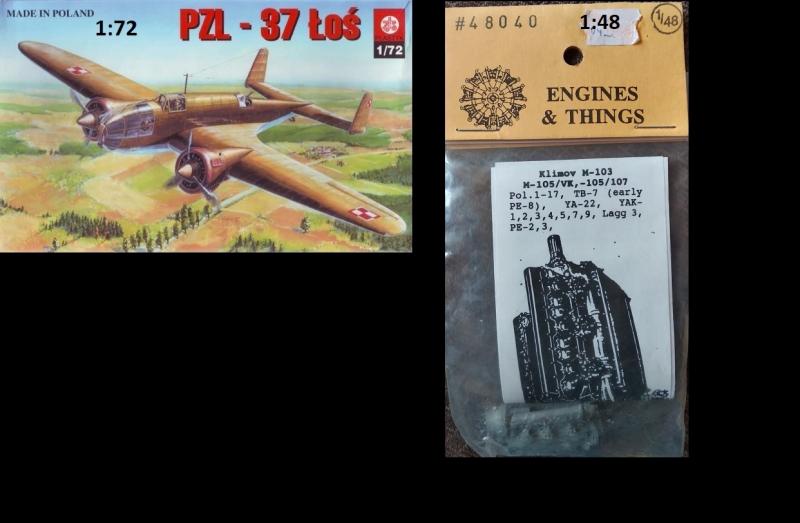 MADE IN POLAND
1:72
PZL - 37 Łoś
PLASTYK
1/72
#48040
1:48
1/48
ENGINES
& THINGS
Klimov M-103
M-105/VK,-105/107
Pol.1-17, TB-7 (early
PE-8), YA-22, YAK-
1,2,3,4,5,7,9, Lagg 3,
PE-2,3,